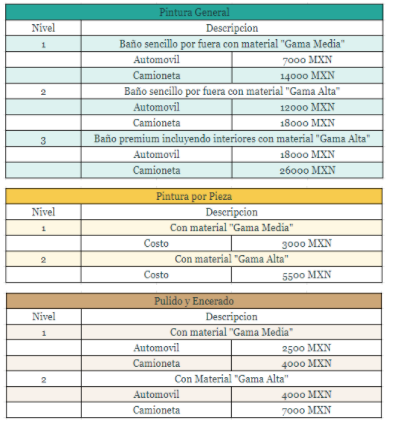 Pintura General
Nivel Descripcion
1 Baño sencillo por fuera con material "Gama Media"
Automovil 7000 MXN
Camioneta 14000 MXN
2 Baño sencillo por fuera con material "Gama Alta"
Automovil 12000 MXN
Camioneta 18000 MXN
3 Baño premium incluyendo interiores con material "Gama Alta"
Automovil 18000 MXN
Camioneta 26000 MXN
Pintura por Pieza
Nivel Descripcion
1 Con material "Gama Media"
Costo 3000 MXN
2 Con material "Gama Alta"
Costo 5500 MXN
Pulido y Encerado
Nivel Descripcion
1 Con material "Gama Media"
Automovil 2500 MXN
Camioneta 4000 MXN
2 Con Material "Gama Alta"
Automovil 4000 MXN
Camioneta 7000 MXN